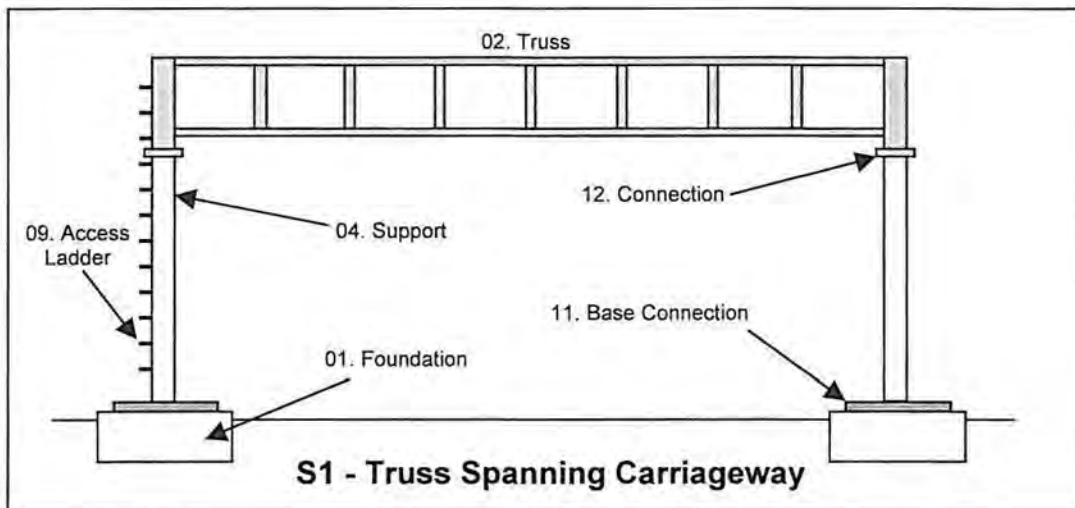 02. Truss
12. Connection
04. Support
09. Access
Ladder
11. Base Connection
01. Foundation
S1 - Truss Spanning Carriageway